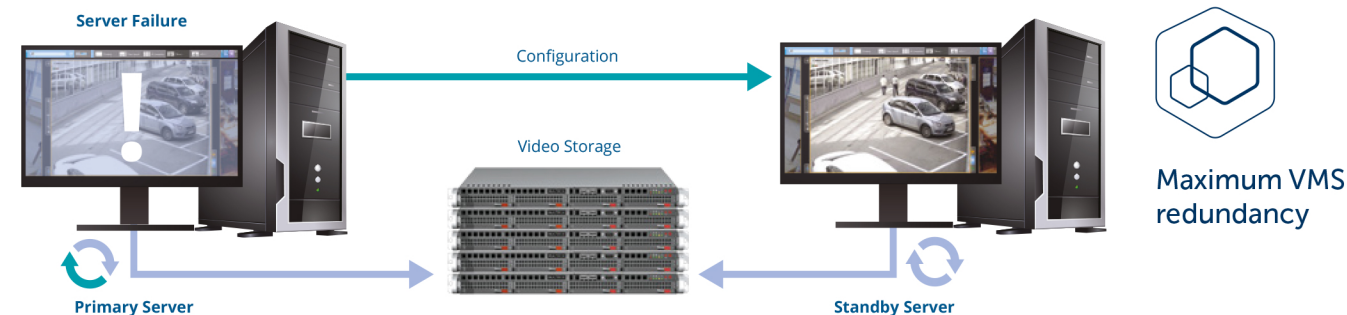 Server Failure
Configuration
Video Storage
Maximum VMS
redundancy
Primary Server
Standby Server